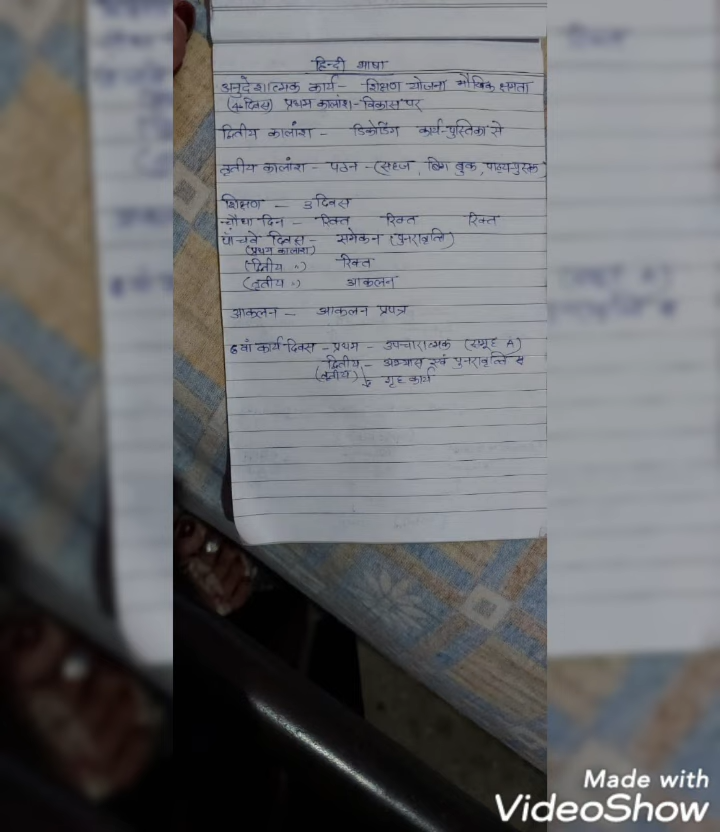 हिन्दी भाषा
अनुदेशात्मक कार्य - शिक्षण योजना मौखिक क्षमता
(4 दिवस) प्रथम कालांश - विकास पर
द्वितीय कालांश - डिकोडिंग कार्य-पुस्तिका से
तृतीय कालांश - पठन - (सहज, बिग बुक, पाठ्यपुस्तक)
शिक्षण - 3 दिवस
चौथा दिन - रिक्त रिक्त रिक्त
पाँचवे दिवस - समेकन (पुनरावृत्ति)
(प्रथम कालांश)
(द्वितीय ") रिक्त
(तृतीय ") आकलन
आकलन - आकलन प्रपत्र
6वां कार्य दिवस - प्रथम - उपचारात्मक (समूह A)
द्वितीय - अभ्यास एवं पुनरावृत्ति स
(तृतीय) गृह कार्य
Made with
VideoShow